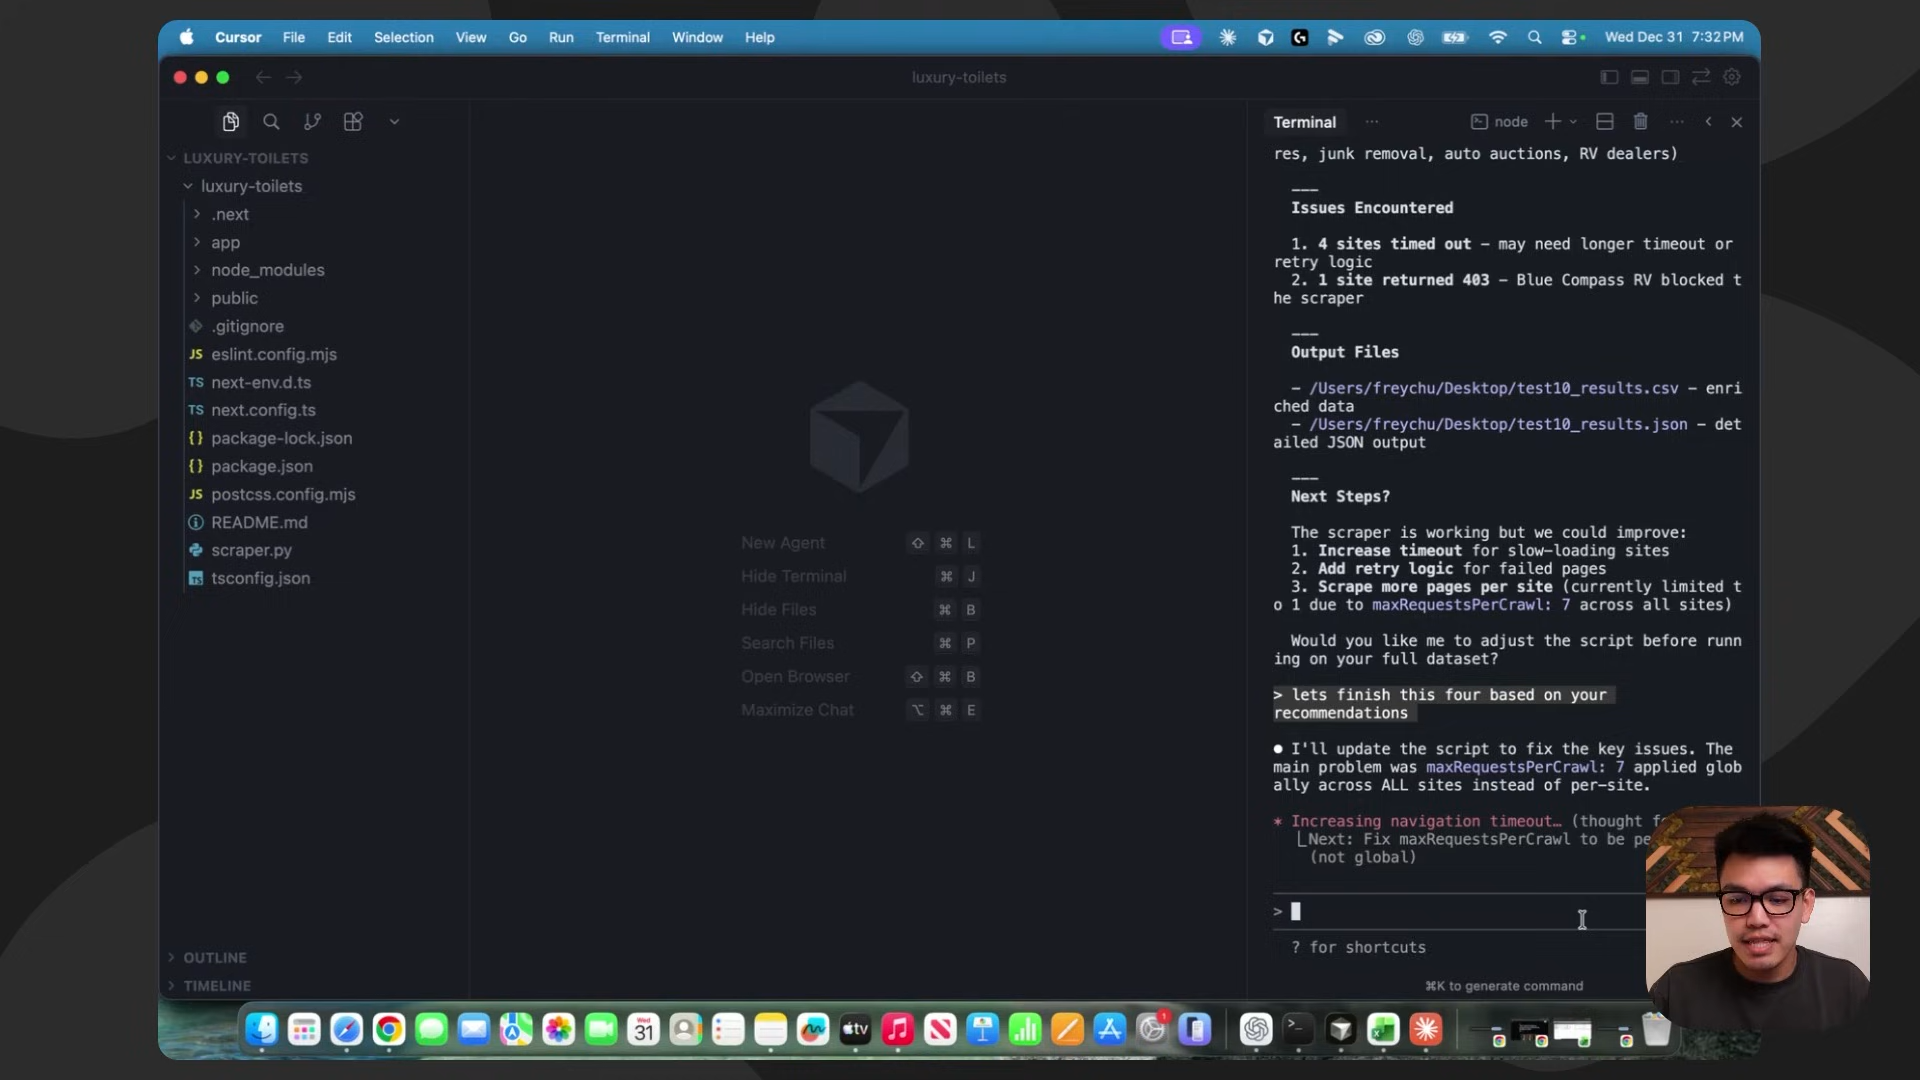 Cursor File Edit Selection View Go Run Terminal Window Help
Wed Dec 31 7:32 PM
luxury-toilets
LUXURY-TOILETS
luxury-toilets
.next
app
node_modules
public
.gitignore
JS eslint.config.mjs
TS next-env.d.ts
TS next.config.ts
{} package-lock.json
{} package.json
JS postcss.config.mjs
README.md
scraper.py
TS tsconfig.json
OUTLINE
TIMELINE
New Agent ⇧ ⌘ L
Hide Terminal ⌘ J
Hide Files ⌘ B
Search Files ⌘ P
Open Browser ⇧ ⌘ B
Maximize Chat ⌥ ⌘ E
Terminal ··· node
res, junk removal, auto auctions, RV dealers)
———
Issues Encountered
1. 4 sites timed out – may need longer timeout or
retry logic
2. 1 site returned 403 – Blue Compass RV blocked t
he scraper
———
Output Files
– /Users/freychu/Desktop/test10_results.csv – enri
ched data
– /Users/freychu/Desktop/test10_results.json – det
ailed JSON output
———
Next Steps?
The scraper is working but we could improve:
1. Increase timeout for slow-loading sites
2. Add retry logic for failed pages
3. Scrape more pages per site (currently limited t
o 1 due to maxRequestsPerCrawl: 7 across all sites)
Would you like me to adjust the script before runn
ing on your full dataset?
> lets finish this four based on your
recommendations
● I'll update the script to fix the key issues. The
main problem was maxRequestsPerCrawl: 7 applied glob
ally across ALL sites instead of per-site.
* Increasing navigation timeout… (thought
⎿Next: Fix maxRequestsPerCrawl to be
(not global)
>
? for shortcuts
⌘K to generate command
Wed
31
tv
1